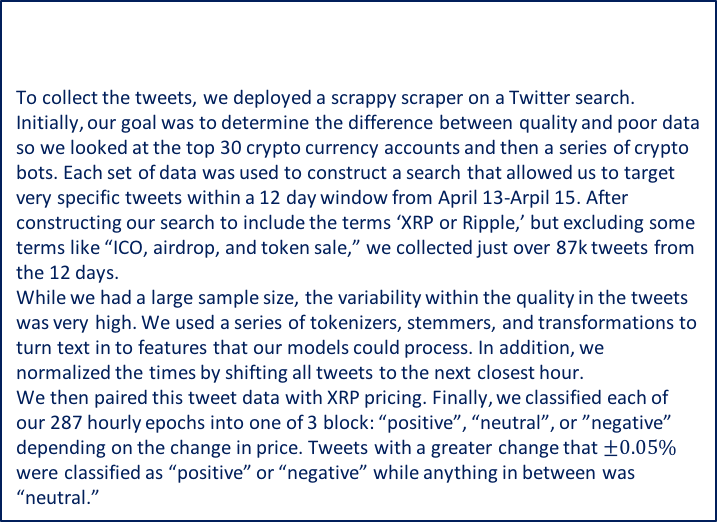 To collect the tweets, we deployed a scrappy scraper on a Twitter search.
Initially, our goal was to determine the difference between quality and poor data
so we looked at the top 30 crypto currency accounts and then a series of crypto
bots. Each set of data was used to construct a search that allowed us to target
very specific tweets within a 12 day window from April 13-Arpil 15. After
constructing our search to include the terms ‘XRP or Ripple,’ but excluding some
terms like “ICO, airdrop, and token sale,” we collected just over 87k tweets from
the 12 days.
While we had a large sample size, the variability within the quality in the tweets
was very high. We used a series of tokenizers, stemmers, and transformations to
turn text in to features that our models could process. In addition, we
normalized the times by shifting all tweets to the next closest hour.
We then paired this tweet data with XRP pricing. Finally, we classified each of
our 287 hourly epochs into one of 3 block: “positive”, “neutral”, or ”negative”
depending on the change in price. Tweets with a greater change that ±0.05%
were classified as “positive” or “negative” while anything in between was
“neutral.”